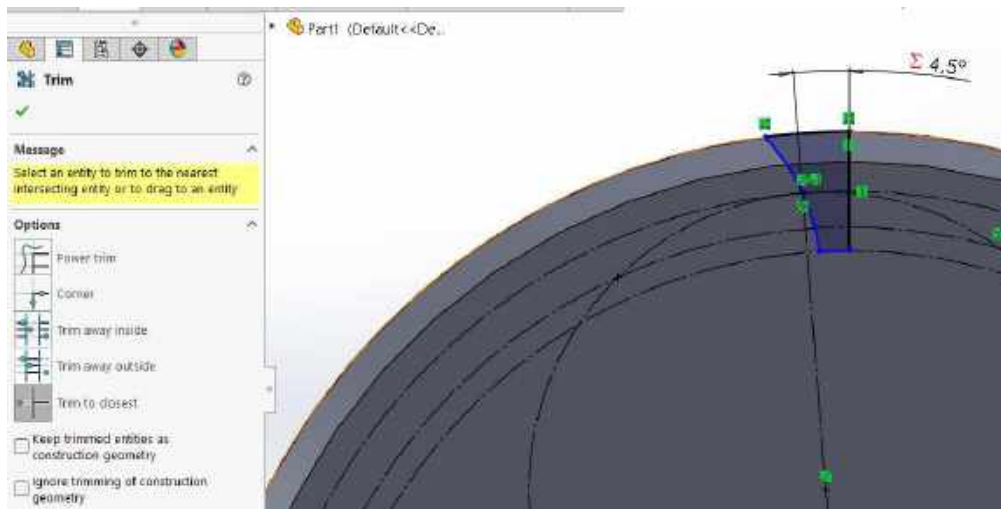 Part1 (Default<<De...
Trim
Message
Select an entity to trim to the nearest
intersecting entity or to drag to an entity
Options
Power trim
Corner
Trim away inside
Trim away outside
Trim to closest
Keep trimmed entities as
construction geometry
Ignore trimming of construction
geometry
Σ 4,5°